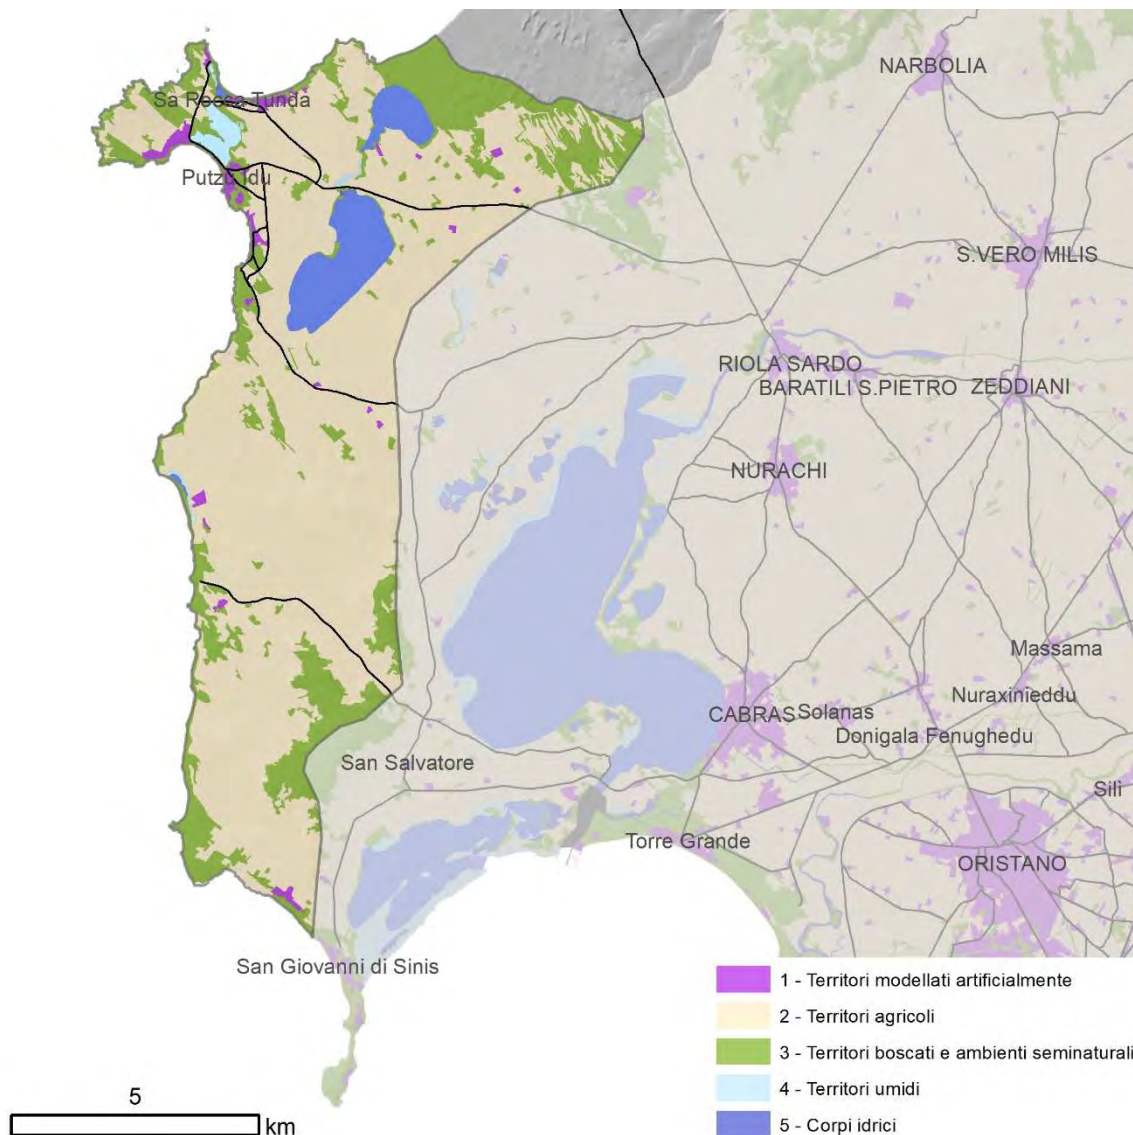 NARBOLIA
Sa Rocca Tunda
Putzu Idu
S.VERO MILIS
RIOLA SARDO
BARATILI S.PIETRO
ZEDDIANI
NURACHI
Massama
Nuraxinieddu
CABRAS
Solanas
Donigala Fenughedu
San Salvatore
Silì
Torre Grande
ORISTANO
San Giovanni di Sinis
1 - Territori modellati artificialmente
2 - Territori agricoli
3 - Territori boscati e ambienti seminaturali
4 - Territori umidi
5 - Corpi idrici
5
km